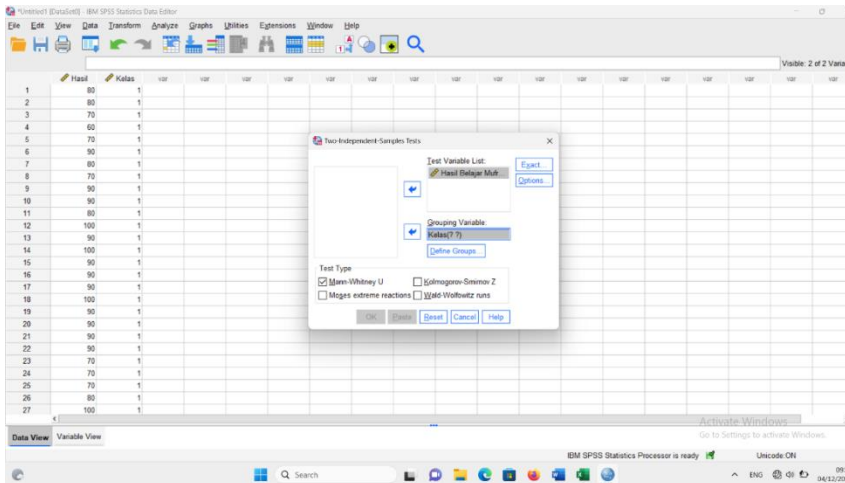 *Untitled1 [DataSet0] - IBM SPSS Statistics Data Editor
File Edit View Data Transform Analyze Graphs Utilities Extensions Window Help
Visible: 2 of 2 Varia
Hasil Kelas var var var var var var var var var var var var var var var var
1 80 1
2 80 1
3 70 1
4 60 1
5 70 1
6 90 1
7 80 1
8 70 1
9 90 1
10 90 1
11 80 1
12 100 1
13 90 1
14 100 1
15 90 1
16 90 1
17 90 1
18 100 1
19 90 1
20 90 1
21 90 1
22 90 1
23 70 1
24 70 1
25 70 1
26 80 1
27 100 1
Two-Independent-Samples Tests
Test Variable List:
Hasil Belajar Mufr...
Exact...
Options...
Grouping Variable:
Kelas(? ?)
Define Groups...
Test Type
Mann-Whitney U Kolmogorov-Smirnov Z
Moses extreme reactions Wald-Wolfowitz runs
OK Paste Reset Cancel Help
Activate Windows
Go to Settings to activate Windows.
Data View Variable View
IBM SPSS Statistics Processor is ready Unicode:ON
Search
ENG
09:
04/12/20